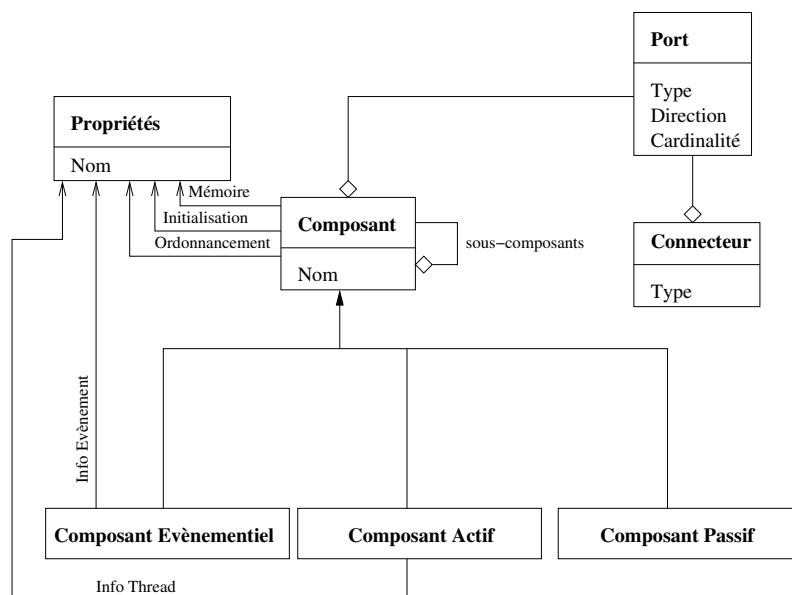 Port
Type
Direction
Cardinalité
Propriétés
Nom
Mémoire
Initialisation
Ordonnancement
Composant
Nom
sous-composants
Connecteur
Type
Info Evènement
Composant Evènementiel
Composant Actif
Composant Passif
Info Thread